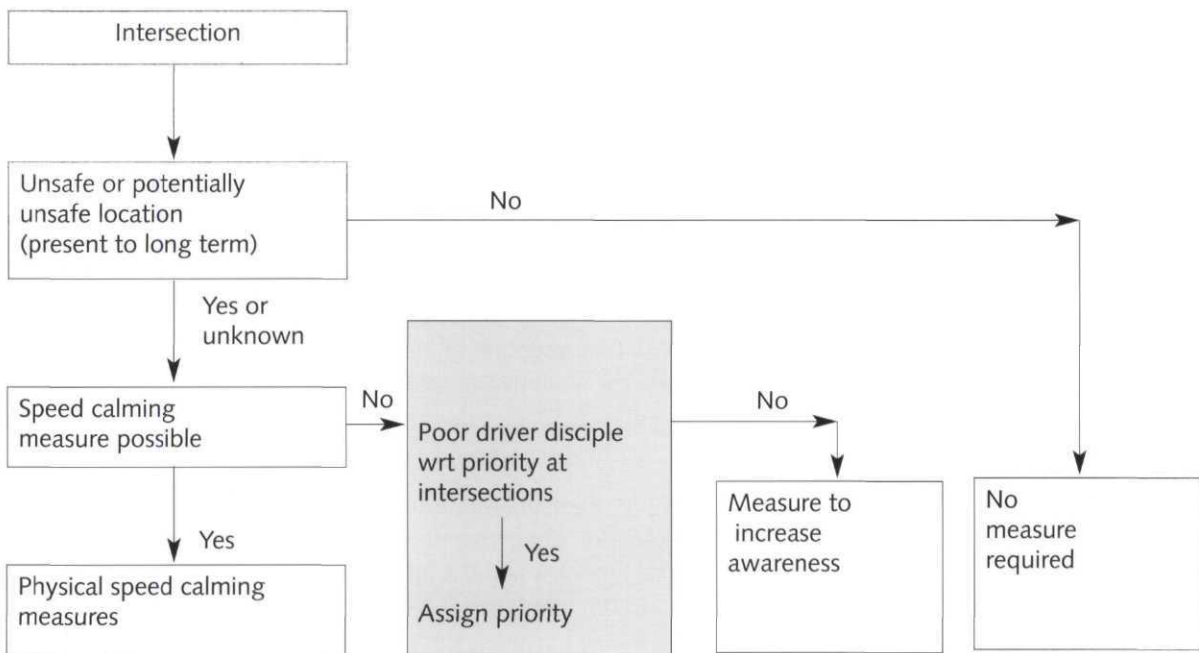 Intersection
Unsafe or potentially
unsafe location
(present to long term)
No
Yes or
unknown
Speed calming
measure possible
No
Poor driver disciple
wrt priority at
intersections
No
Yes
Assign priority
Measure to
increase
awareness
No
measure
required
Yes
Physical speed calming
measures